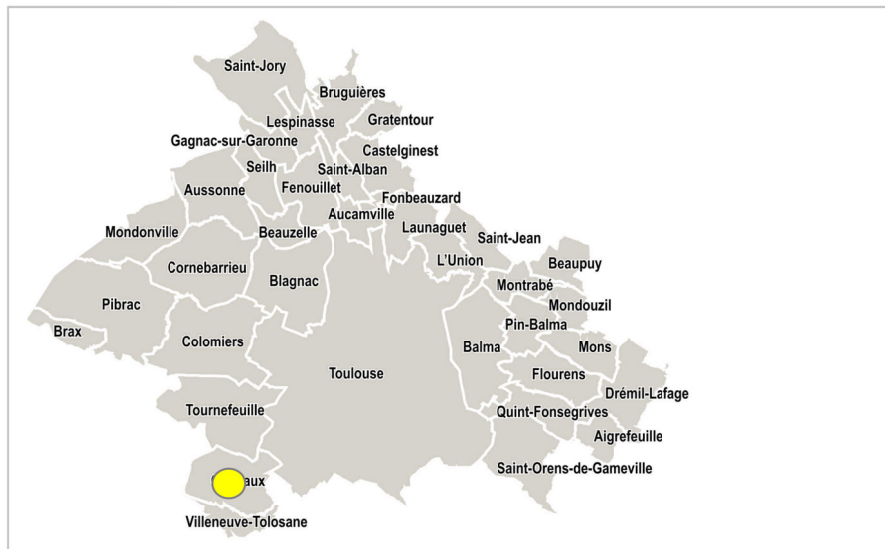 Saint-Jory
Bruguières
Lespinasse
Gratentour
Gagnac-sur-Garonne
Castelginest
Seilh
Saint-Alban
Aussonne
Fenouillet
Fonbeauzard
Aucamville
Launaguet
Mondonville
Beauzelle
Saint-Jean
L'Union
Beaupuy
Cornebarrieu
Blagnac
Montrabé
Pibrac
Mondouzil
Pin-Balma
Brax
Colomiers
Balma
Mons
Toulouse
Flourens
Drémil-Lafage
Tournefeuille
Quint-Fonsegrives
Aigrefeuille
Saint-Orens-de-Gameville
Villeneuve-Tolosane